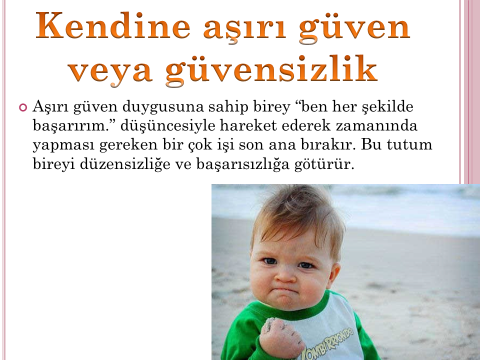 Kendine aşırı güven
veya güvensizlik
Aşırı güven duygusuna sahip birey “ben her şekilde
başarırım.” düşüncesiyle hareket ederek zamanında
yapması gereken bir çok işi son ana bırakır. Bu tutum
bireyi düzensizliğe ve başarısızlığa götürür.